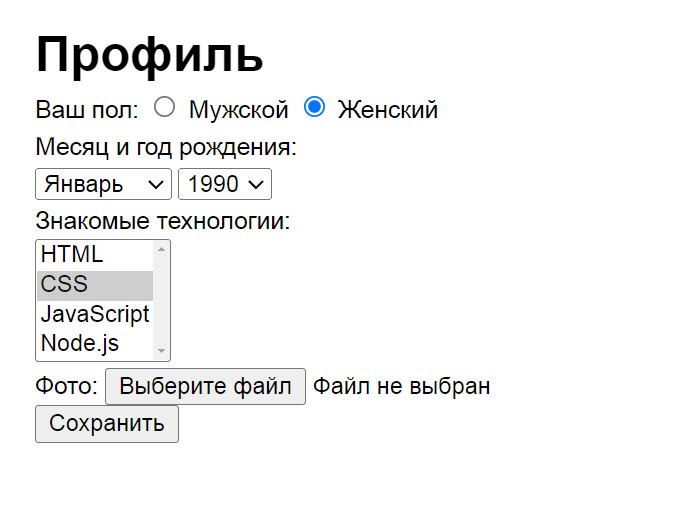 Профиль
Ваш пол: Мужской Женский
Месяц и год рождения:
Январь 1990
Знакомые технологии:
HTML
CSS
JavaScript
Node.js
Фото: Выберите файл Файл не выбран
Сохранить